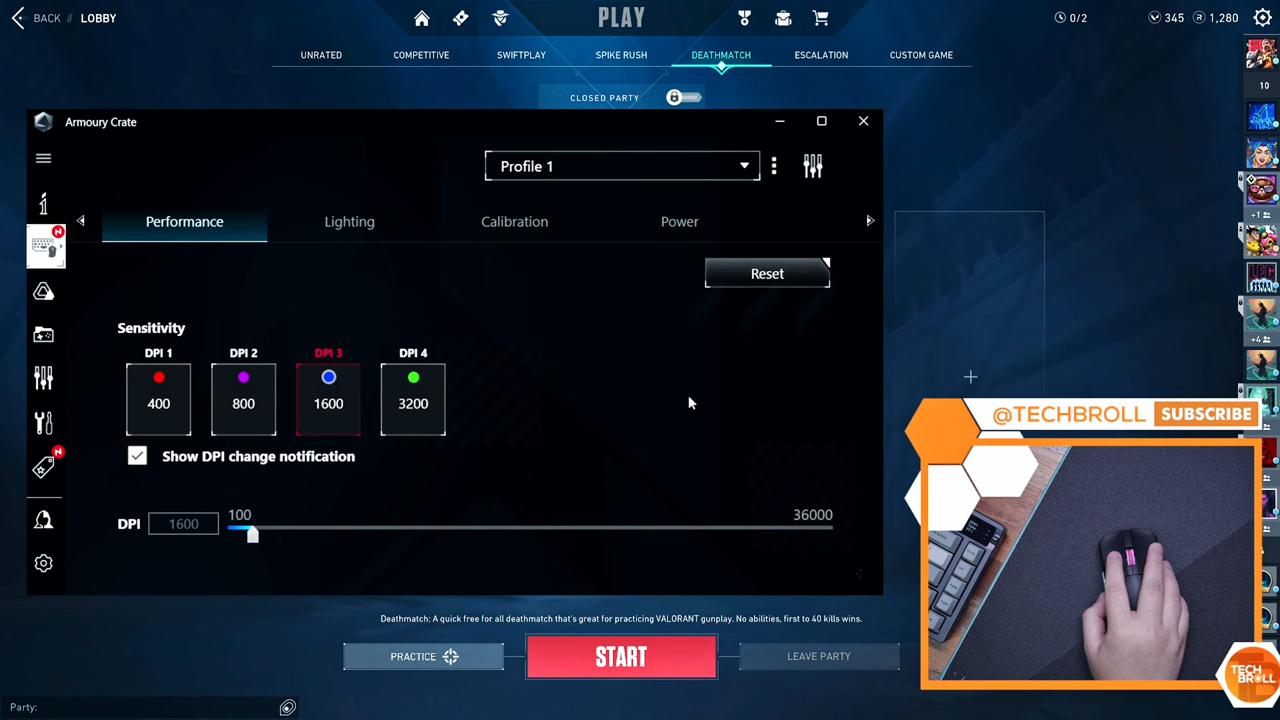 BACK // LOBBY
PLAY
0/2
345
1,280
UNRATED
COMPETITIVE
SWIFTPLAY
SPIKE RUSH
DEATHMATCH
ESCALATION
CUSTOM GAME
CLOSED PARTY
10
Armoury Crate
Profile 1
N
Performance
Lighting
Calibration
Power
+1
Reset
Sensitivity
DPI 1
DPI 2
DPI 3
DPI 4
400
800
1600
3200
+4
Show DPI change notification
N
@TECHBROLL SUBSCRIBE
DPI
1600
100
36000
Deathmatch: A quick free for all deathmatch that's great for practicing VALORANT gunplay. No abilities, first to 40 kills wins.
PRACTICE
START
LEAVE PARTY
TECH
BROLL
Party: